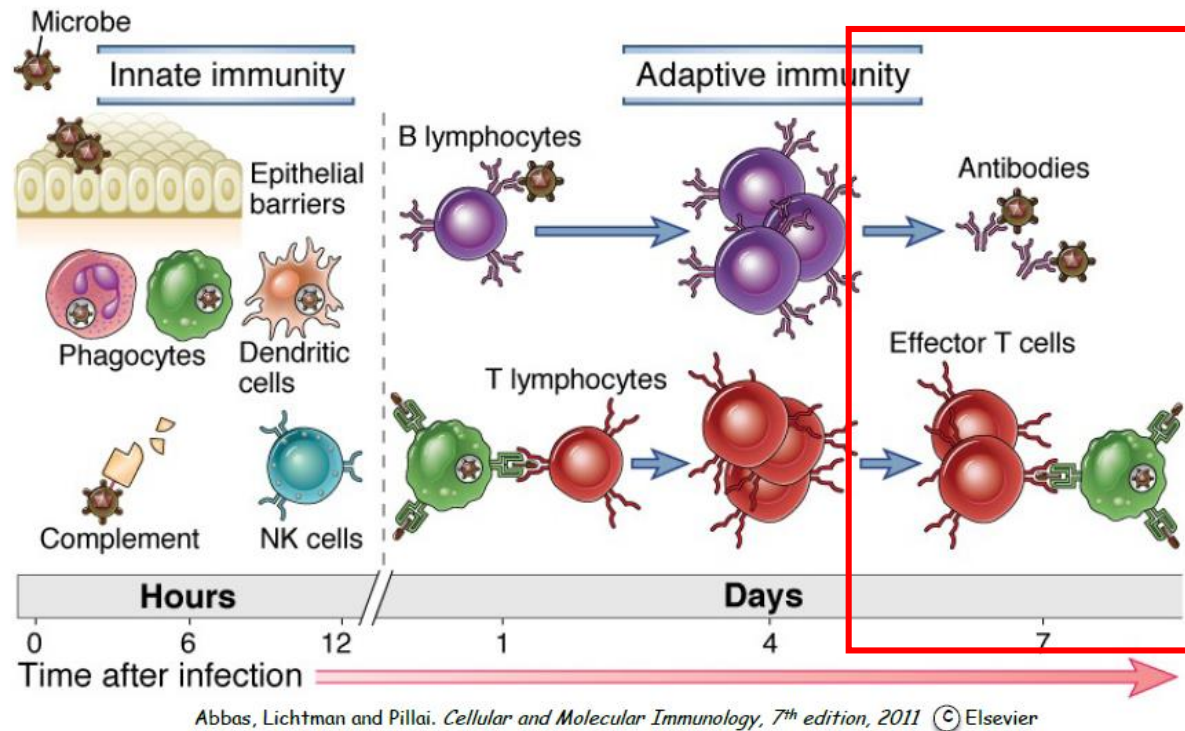 Microbe
Innate immunity
Adaptive immunity
Epithelial
barriers
Phagocytes
Dendritic
cells
Complement
NK cells
B lymphocytes
Antibodies
T lymphocytes
Effector T cells
Hours
Days
0 6 12 1 4 7
Time after infection
Abbas, Lichtman and Pillai. Cellular and Molecular Immunology, 7th edition, 2011 © Elsevier